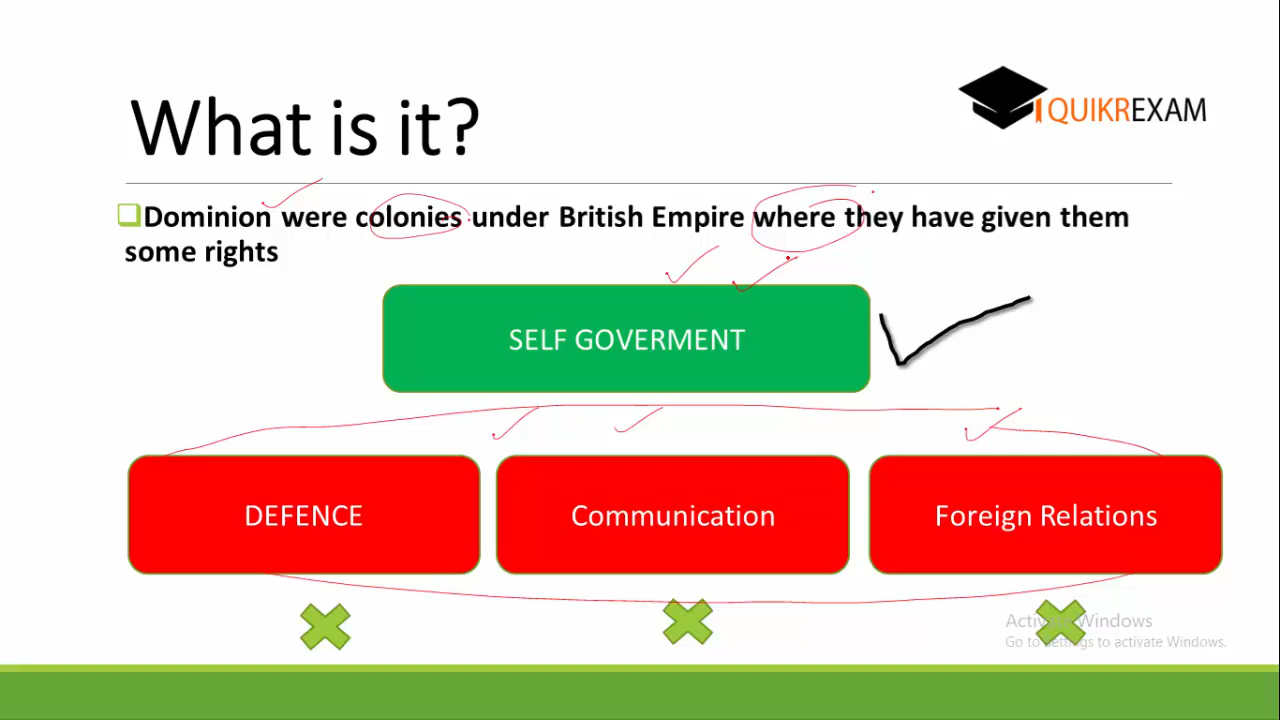 What is it?
QUIKREXAM
Dominion were colonies under British Empire where they have given them
some rights
SELF GOVERMENT
DEFENCE
Communication
Foreign Relations
Activate Windows
Go to Settings to activate Windows.